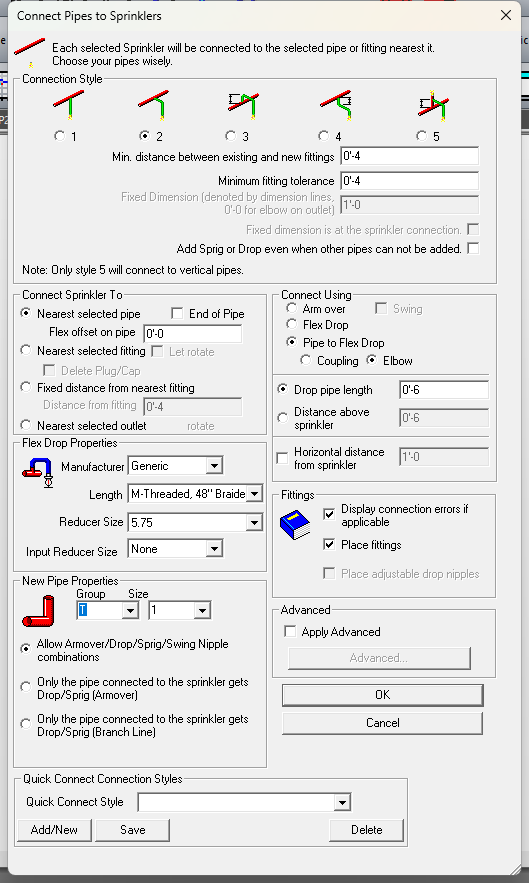 Connect Pipes to Sprinklers
Each selected Sprinkler will be connected to the selected pipe or fitting nearest it.
Choose your pipes wisely.
Connection Style
1
2
3
4
5
Min. distance between existing and new fittings
0'-4
Minimum fitting tolerance
0'-4
Fixed Dimension (denoted by dimension lines,
0'-0 for elbow on outlet)
1'-0
Fixed dimension is at the sprinkler connection.
Add Sprig or Drop even when other pipes can not be added.
Note: Only style 5 will connect to vertical pipes.
Connect Sprinkler To
Nearest selected pipe
End of Pipe
Flex offset on pipe
0'-0
Nearest selected fitting
Let rotate
Delete Plug/Cap
Fixed distance from nearest fitting
Distance from fitting
0'-4
Nearest selected outlet
rotate
Connect Using
Arm over
Swing
Flex Drop
Pipe to Flex Drop
Coupling
Elbow
Drop pipe length
0'-6
Distance above
sprinkler
0'-6
Horizontal distance
from sprinkler
1'-0
Flex Drop Properties
Manufacturer
Generic
Length
M-Threaded, 48" Braide
Reducer Size
5.75
Input Reducer Size
None
Fittings
Display connection errors if
applicable
Place fittings
Place adjustable drop nipples
New Pipe Properties
Group
Size
T
1
Allow Armover/Drop/Sprig/Swing Nipple
combinations
Only the pipe connected to the sprinkler gets
Drop/Sprig (Armover)
Only the pipe connected to the sprinkler gets
Drop/Sprig (Branch Line)
Advanced
Apply Advanced
Advanced...
OK
Cancel
Quick Connect Connection Styles
Quick Connect Style
Add/New
Save
Delete